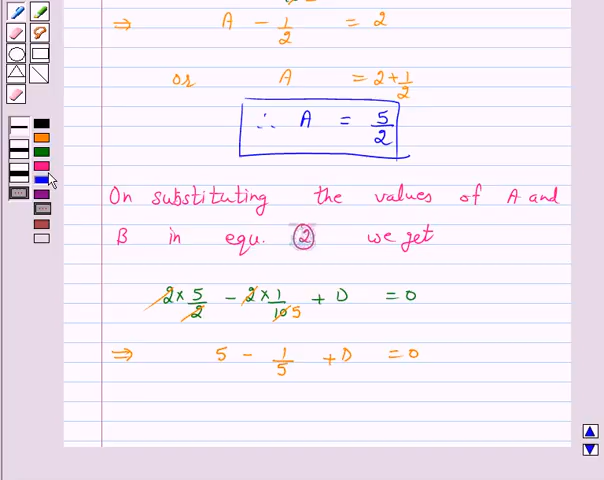 ⇒ A - 1/2 = 2
or A = 2 + 1/2
∴ A = 5/2
On substituting the values of A and
B in equ. ② we get
2 × 5/2 - 2 × 1/10 5 + D = 0
⇒ 5 - 1/5 + D = 0